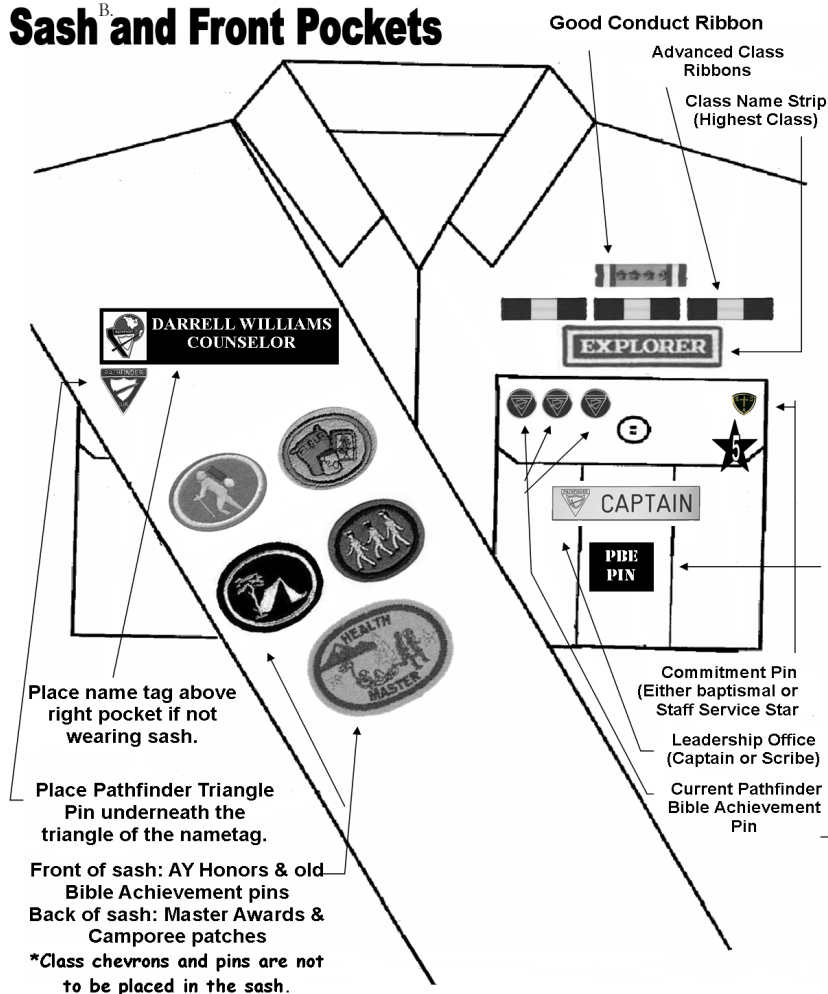 B.
Sash and Front Pockets
Good Conduct Ribbon
Advanced Class
Ribbons
Class Name Strip
(Highest Class)
DARRELL WILLIAMS
COUNSELOR
PATHFINDER
EXPLORER
5
PATHFINDER
CAPTAIN
PBE
PIN
HEALTH
MASTER
Place name tag above
right pocket if not
wearing sash.
Commitment Pin
(Either baptismal or
Staff Service Star
Leadership Office
(Captain or Scribe)
Current Pathfinder
Bible Achievement
Pin
Place Pathfinder Triangle
Pin underneath the
triangle of the nametag.
Front of sash: AY Honors & old
Bible Achievement pins
Back of sash: Master Awards &
Camporee patches
*Class chevrons and pins are not
to be placed in the sash.